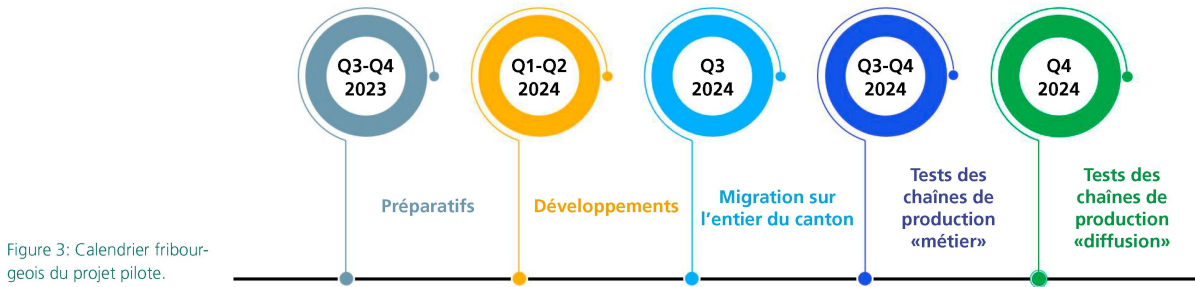 Q3-Q4
2023
Q1-Q2
2024
Q3
2024
Q3-Q4
2024
Q4
2024
Préparatifs
Développements
Migration sur
l’entier du canton
Tests des
chaînes de
production
«métier»
Tests des
chaînes de
production
«diffusion»
Figure 3: Calendrier fribour-
geois du projet pilote.